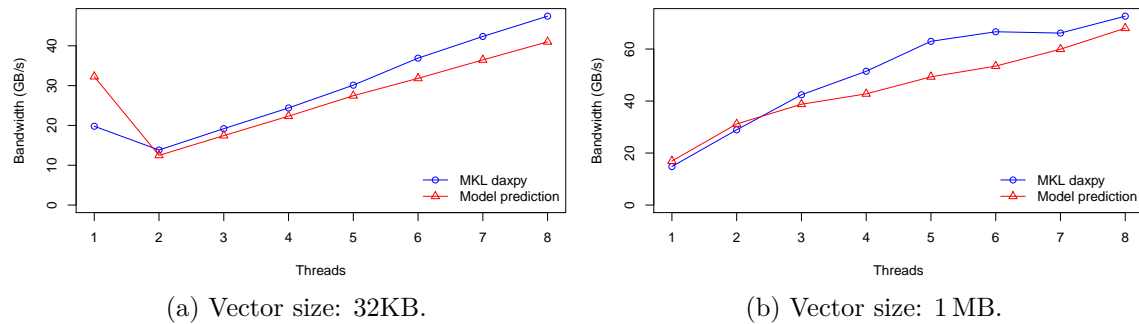 Bandwidth (GB/s)
40
30
20
10
0
MKL daxpy
Model prediction
1 2 3 4 5 6 7 8
Threads
(a) Vector size: 32KB.
Bandwidth (GB/s)
60
40
20
0
MKL daxpy
Model prediction
1 2 3 4 5 6 7 8
Threads
(b) Vector size: 1 MB.